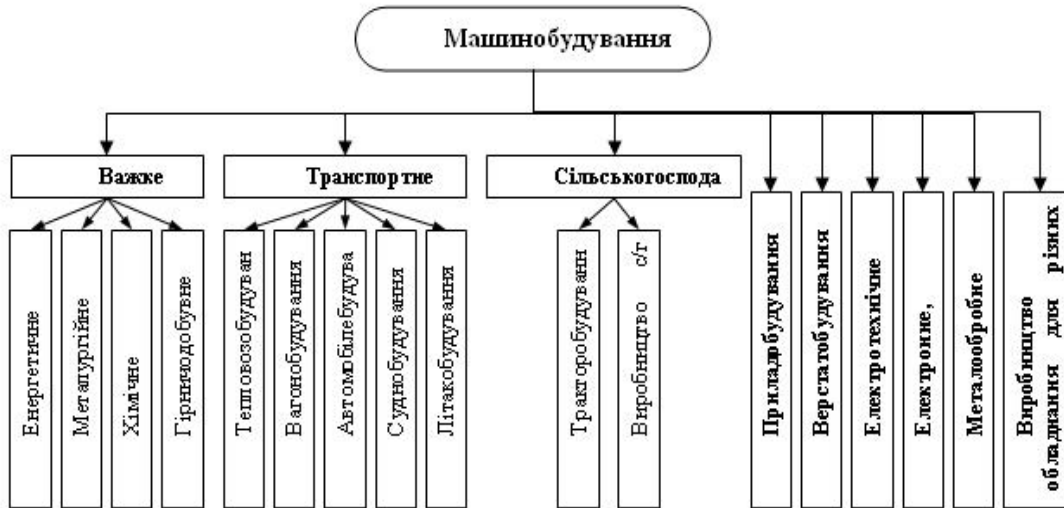 Машинобудування
Важке
Транспортне
Сільськогоспода
Енергетичне
Металургійне
Хімічне
Гірничодобувне
Тепловозобудуван
Вагонобудування
Автомобілебудува
Суднобудування
Літакобудування
Тракторобудуванн
Виробництво с/г
Приладобудування
Верстатобудування
Електротехнічне
Електронне,
Металообробне
Виробництво
обладнання для різних